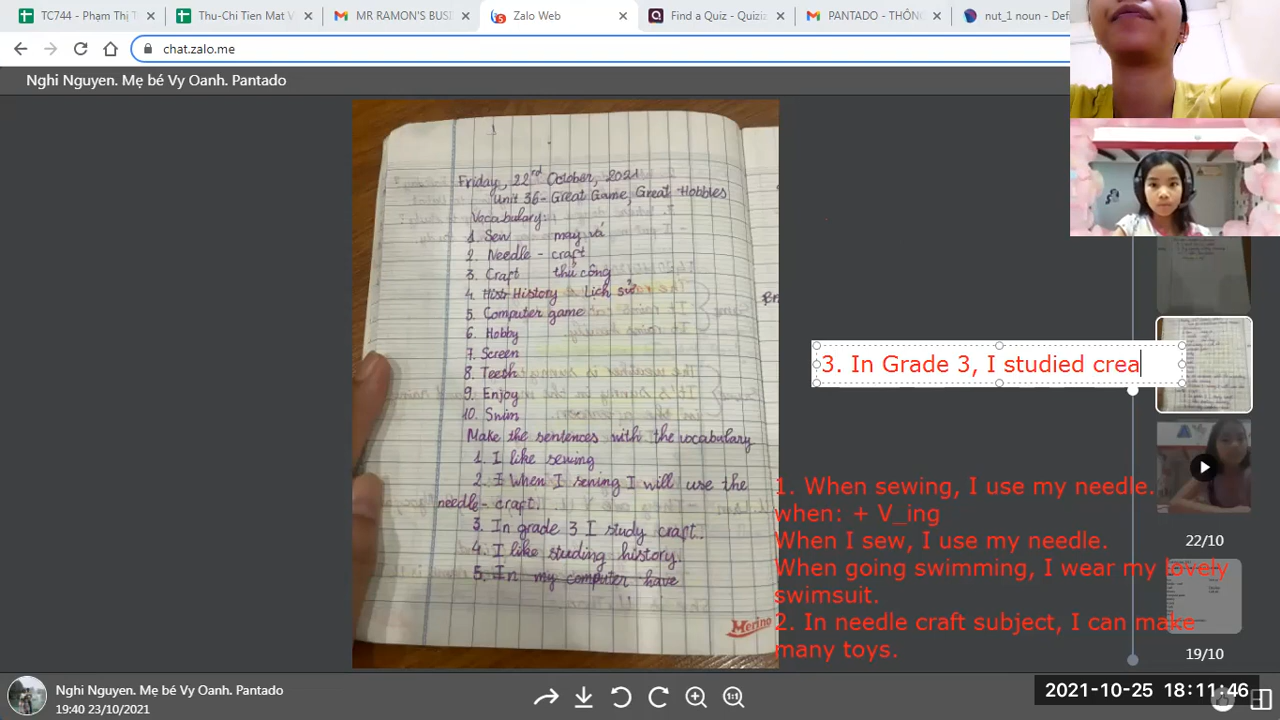 TC744 - Phạm Thị T
Thu-Chi Tien Mat V
MR RAMON'S BUSI
Zalo Web
Find a Quiz - Quiziz
PANTADO - THÔNG
nut_1 noun - Def
chat.zalo.me
Nghi Nguyen. Mẹ bé Vy Oanh. Pantado
Friday, 22nd October, 2021
Unit 36- Great Game, Great Hobbies
Vocabulary:
1. Sew may vá
2. Needle - craft
3. Craft thủ công
4. Histr History Lịch sử
5. Computer game
6. Hobby
7. Screen
8. Teeth
9. Enjoy
10. Swim
Make the sentences with the vocabulary
1. I like sewing
2. I When I sewing I will use the
needle - craft.
3. In grade 3 I study craft.
4. I like studing history.
5. In my computer have
Merino
3. In Grade 3, I studied crea
1. When sewing, I use my needle.
when: + V_ing
When I sew, I use my needle.
When going swimming, I wear my lovely
swimsuit.
2. In needle craft subject, I can make
many toys.
22/10
19/10
Nghi Nguyen. Mẹ bé Vy Oanh. Pantado
19:40 23/10/2021
1:1
2021-10-25 18:11:46